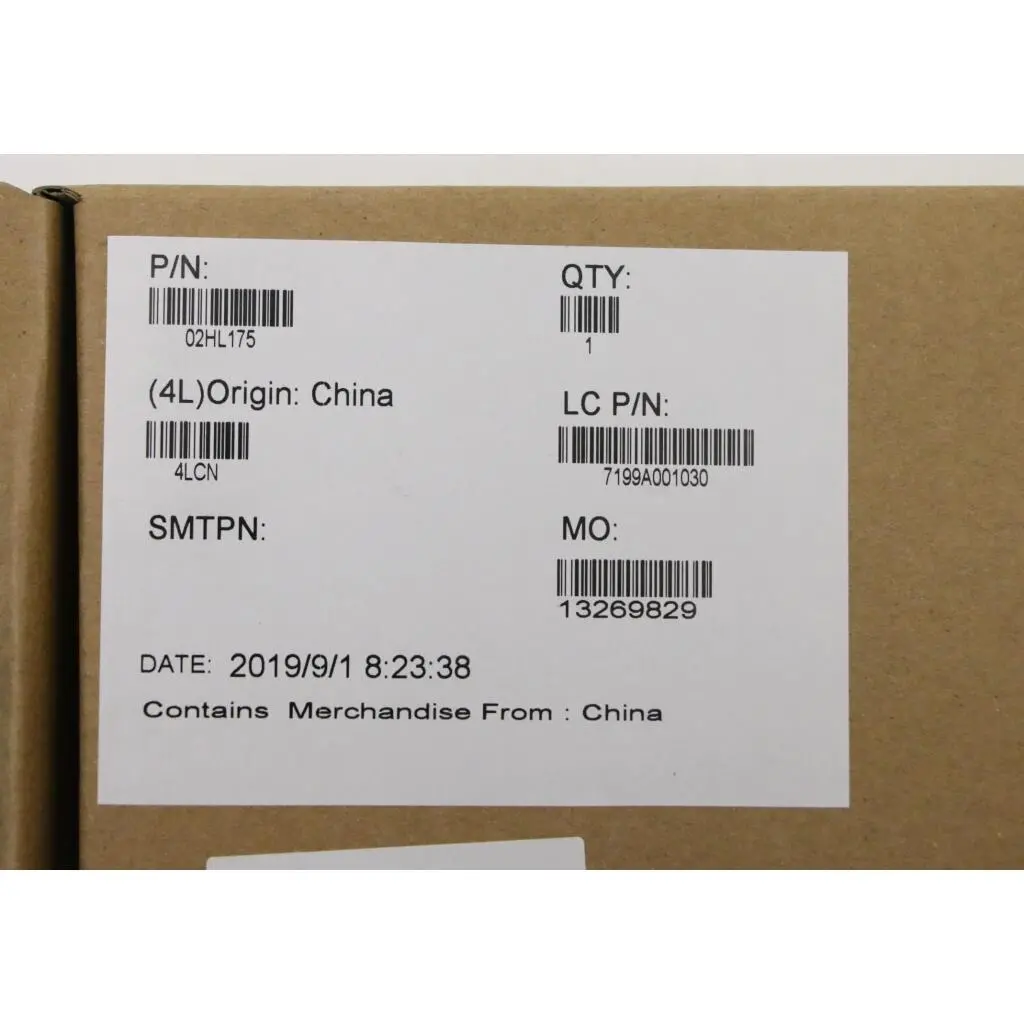 P/N:
02HL175
QTY:
1
(4L)Origin: China
4LCN
LC P/N:
7199A001030
SMTPN:
MO:
13269829
DATE: 2019/9/1 8:23:38
Contains Merchandise From : China